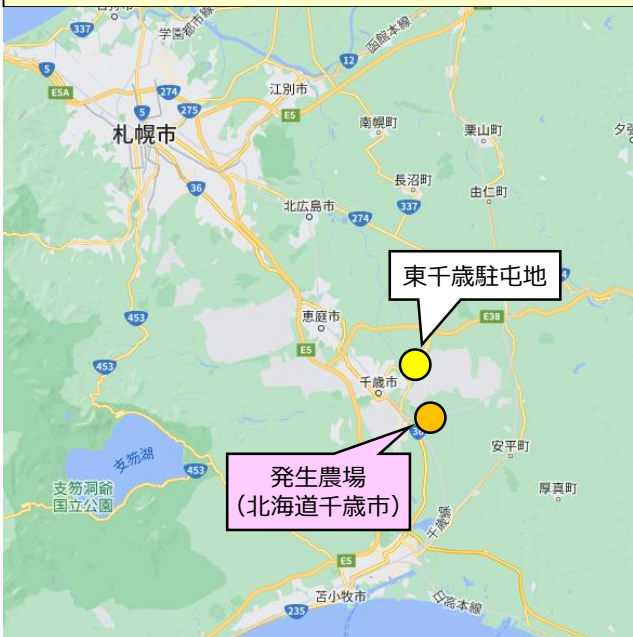 337
学園
都市線
函館本線
12
5
E5A
274
275
5
江別市
E5
南幌町
栗山町
札幌市
36
長沼町
由仁町
337
北広島市
274
東千歳駐屯地
453
恵庭市
E38
E5
453
千歳市
36
安平町
支笏湖
453
発生農場
（北海道千歳市）
厚真町
支笏洞爺
国立公園
千歳線
E5
苫小牧市
日高本線
235